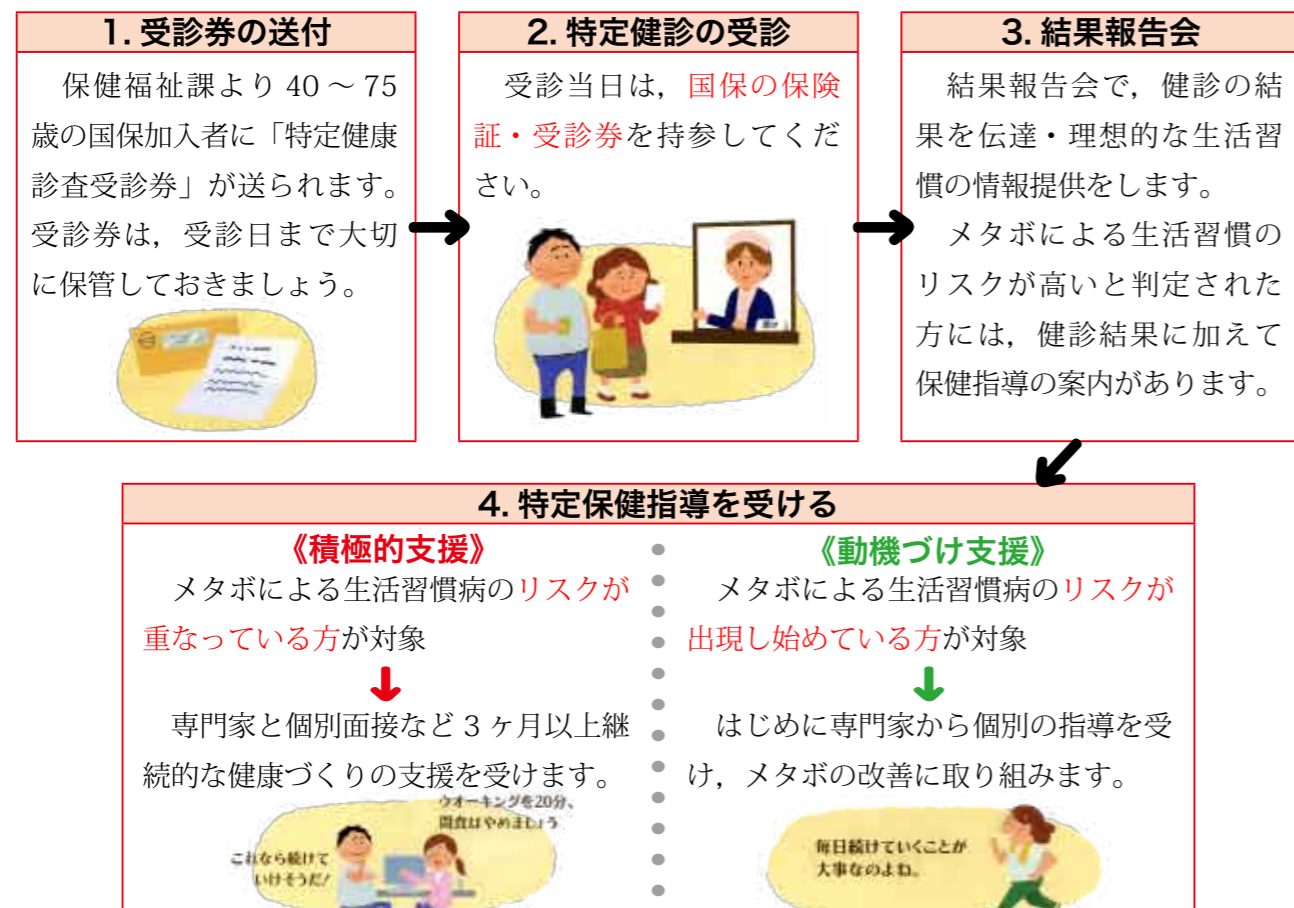 1. 受診券の送付
保健福祉課より 40 ～ 75
歳の国保加入者に「特定健康
診査受診券」が送られます。
受診券は，受診日まで大切
に保管しておきましょう。
2. 特定健診の受診
受診当日は，国保の保険
証・受診券を持参してくだ
さい。
3. 結果報告会
結果報告会で，健診の結
果を伝達・理想的な生活習
慣の情報提供をします。
メタボによる生活習慣の
リスクが高いと判定された
方には，健診結果に加えて
保健指導の案内があります。
4. 特定保健指導を受ける
《積極的支援》
メタボによる生活習慣病のリスクが
重なっている方が対象
専門家と個別面接など 3 ヶ月以上継
続的な健康づくりの支援を受けます。
ウオーキングを20分、
間食はやめましょう
これなら続けて
いけそうだ!
《動機づけ支援》
メタボによる生活習慣病のリスクが
出現し始めている方が対象
はじめに専門家から個別の指導を受
け，メタボの改善に取り組みます。
毎日続けていくことが
大事なのよね。